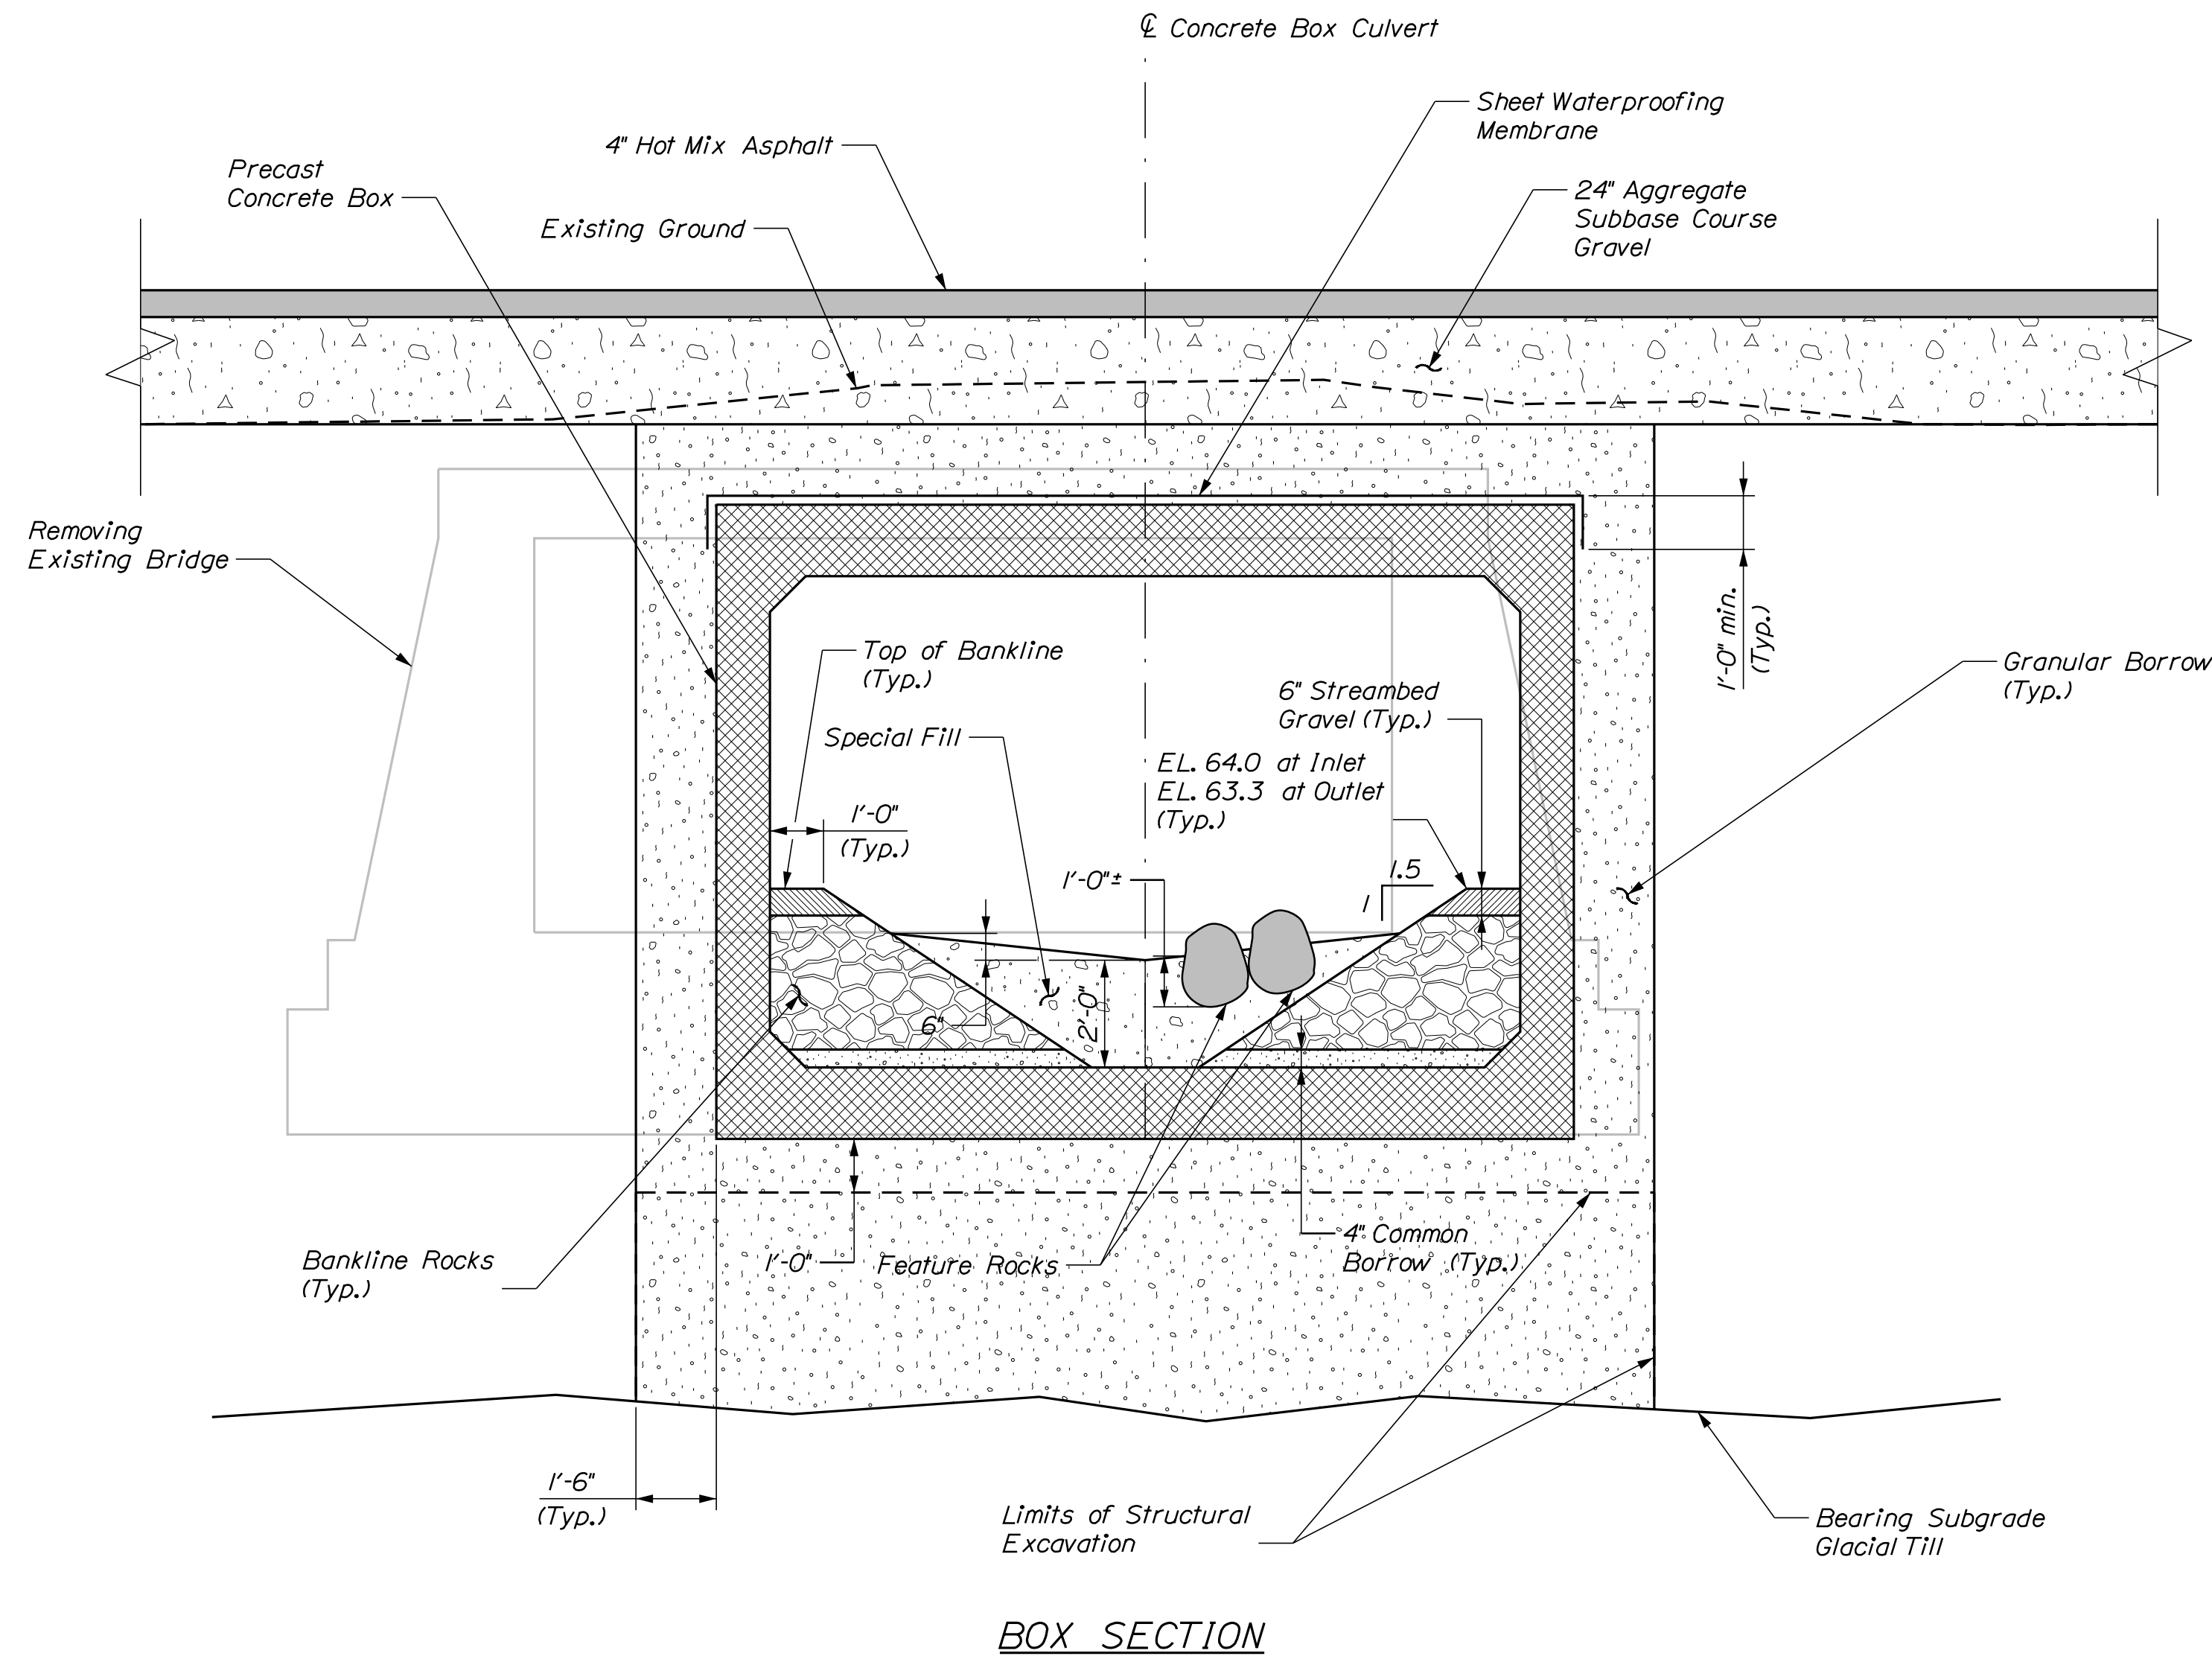 ℄ Concrete Box Culvert
Sheet Waterproofing
Membrane
4" Hot Mix Asphalt
Precast
Concrete Box
24" Aggregate
Subbase Course
Gravel
Existing Ground
Removing
Existing Bridge
1'-0" min.
(Typ.)
Top of Bankline
(Typ.)
Granular Borrow
(Typ.)
6" Streambed
Gravel (Typ.)
Special Fill
EL. 64.0 at Inlet
EL. 63.3 at Outlet
(Typ.)
1'-0"
(Typ.)
1'-0"±
1.5
1
6"
2'-0"
4" Common
Borrow (Typ.)
Bankline Rocks
(Typ.)
1'-0"
Feature Rocks
1'-6"
(Typ.)
Limits of Structural
Excavation
Bearing Subgrade
Glacial Till
BOX SECTION